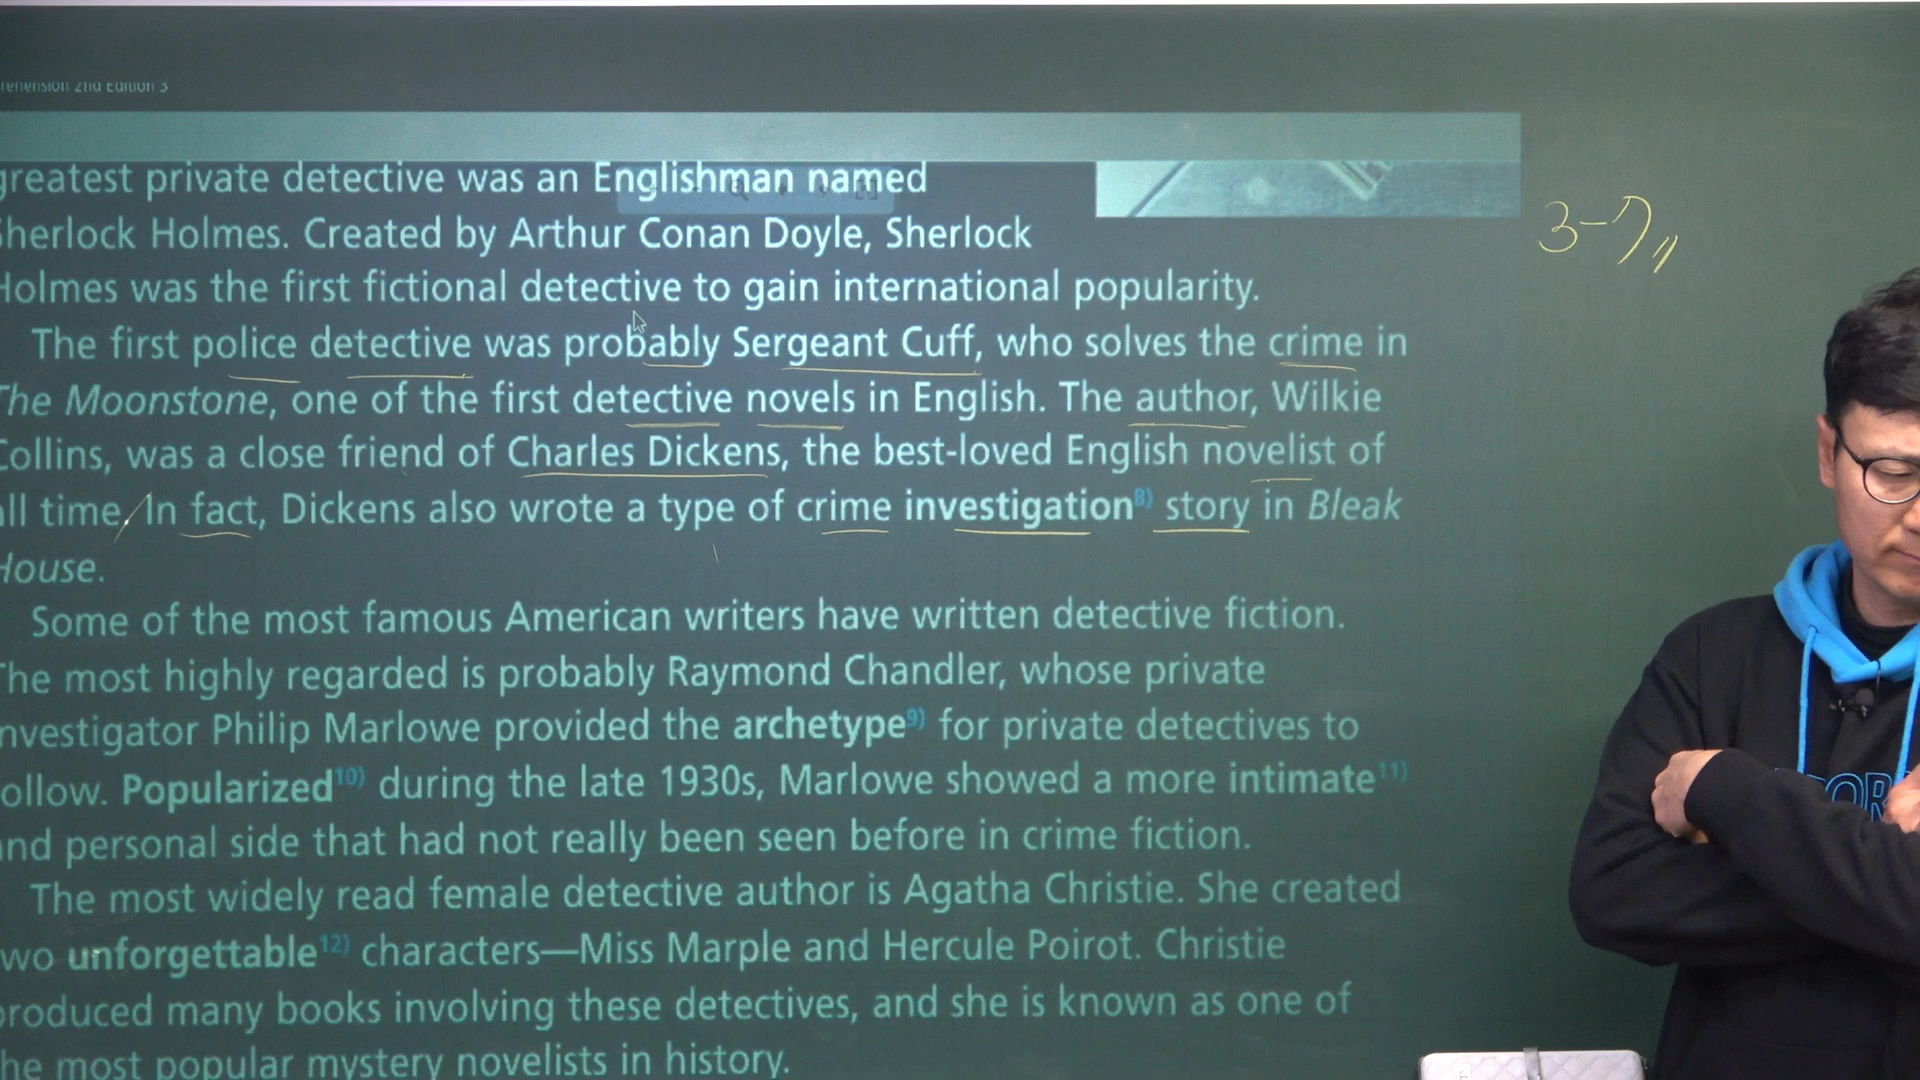 rehension 2nd Edition 3
greatest private detective was an Englishman named
Sherlock Holmes. Created by Arthur Conan Doyle, Sherlock
3-7
Holmes was the first fictional detective to gain international popularity.
The first police detective was probably Sergeant Cuff, who solves the crime in
The Moonstone, one of the first detective novels in English. The author, Wilkie
Collins, was a close friend of Charles Dickens, the best-loved English novelist of
all time. In fact, Dickens also wrote a type of crime investigation8) story in Bleak
House.
Some of the most famous American writers have written detective fiction.
The most highly regarded is probably Raymond Chandler, whose private
nvestigator Philip Marlowe provided the archetype9) for private detectives to
ollow. Popularized10) during the late 1930s, Marlowe showed a more intimate11)
and personal side that had not really been seen before in crime fiction.
The most widely read female detective author is Agatha Christie. She created
wo unforgettable12) characters—Miss Marple and Hercule Poirot. Christie
produced many books involving these detectives, and she is known as one of
the most popular mystery novelists in history.